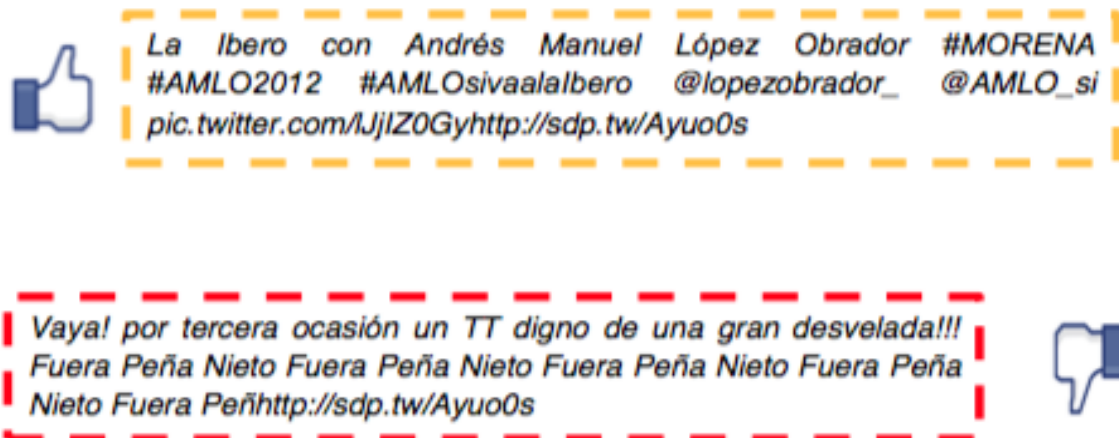 La Ibero con Andrés Manuel López Obrador #MORENA
#AMLO2012 #AMLOsivaalaIbero @lopezobrador_ @AMLO_si
pic.twitter.com/lJjIZ0Gyhttp://sdp.tw/Ayuo0s
Vaya! por tercera ocasión un TT digno de una gran desvelada!!!
Fuera Peña Nieto Fuera Peña Nieto Fuera Peña Nieto Fuera Peña
Nieto Fuera Peñhttp://sdp.tw/Ayuo0s